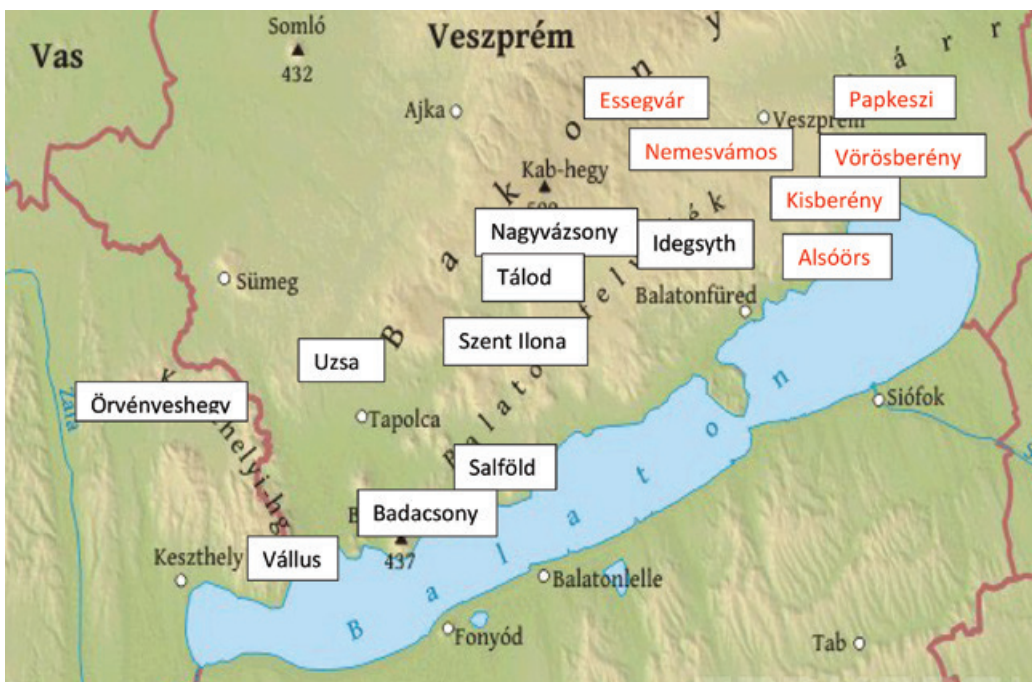 Somló
432
Vas
Veszprém
Ajka
Essegvár
Papkeszi
Veszprém
Nemesvámos
Vörösberény
Kab-hegy
Kisberény
Nagyvázsony
Idegsyth
Alsóörs
Tálod
Sümeg
Balatonfüred
Szent Ilona
Uzsa
Örvényeshegy
Zala
Tapolca
Siófok
Salföld
Badacsony
437
Keszthely
Vállus
Balaton
Balatonlelle
Fonyód
Tab